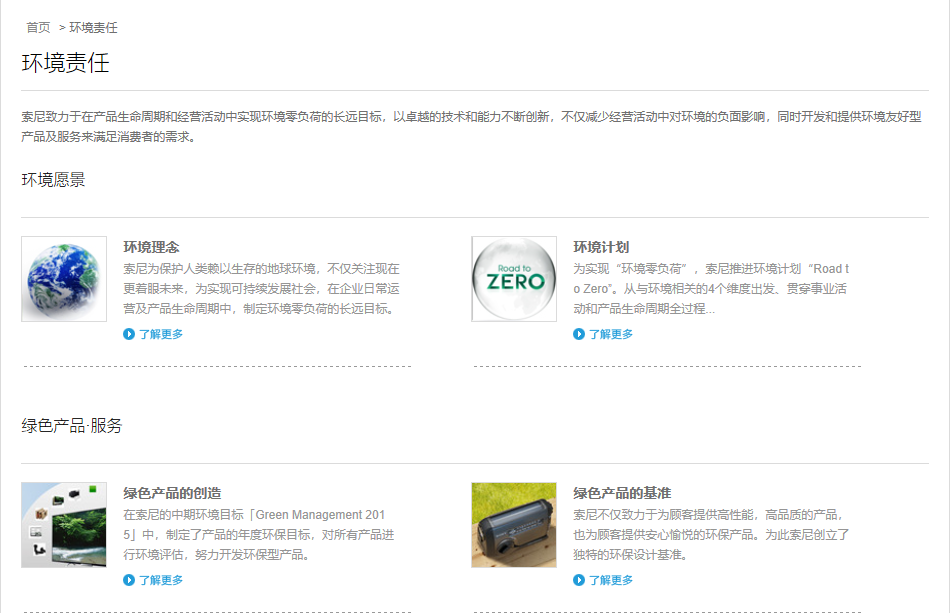 首页 > 环境责任
环境责任
索尼致力于在产品生命周期和经营活动中实现环境零负荷的长远目标，以卓越的技术和能力不断创新，不仅减少经营活动中对环境的负面影响，同时开发和提供环境友好型
产品及服务来满足消费者的需求。
环境愿景
环境理念
索尼为保护人类赖以生存的地球环境，不仅关注现在
更着眼未来，为实现可持续发展社会，在企业日常运
营及产品生命周期中，制定环境零负荷的长远目标。
了解更多
Road to
ZERO
环境计划
为实现“环境零负荷”，索尼推进环境计划“Road t
o Zero”。从与环境相关的4个维度出发、贯穿事业活
动和产品生命周期全过程...
了解更多
绿色产品·服务
绿色产品的创造
在索尼的中期环境目标「Green Management 201
5」中，制定了产品的年度环保目标，对所有产品进
行环境评估，努力开发环保型产品。
了解更多
绿色产品的基准
索尼不仅致力于为顾客提供高性能，高品质的产品，
也为顾客提供安心愉悦的环保产品。为此索尼创立了
独特的环保设计基准。
了解更多